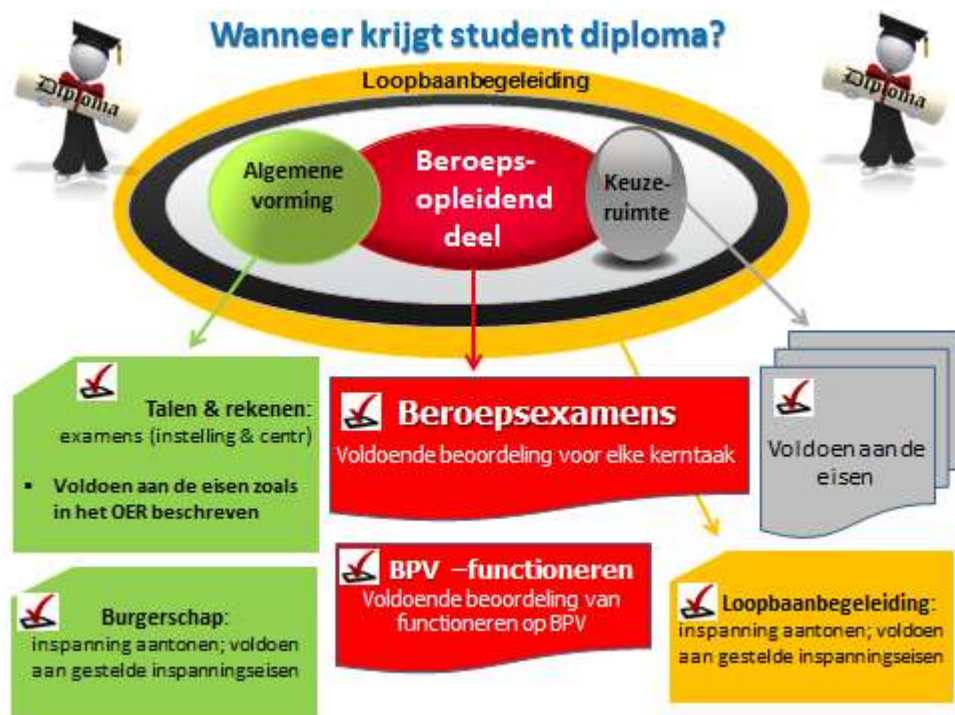 Wanneer krijgt student diploma?
Diploma
Diploma
Loopbaanbegeleiding
Algemene
vorming
Beroeps-
opleidend
deel
Keuze-
ruimte
Talen & rekenen:
examens (instelling & centr)
▪ Voldoen aan de eisen zoals
in het OER beschreven
Beroepsexamens
Voldoende beoordeling voor elke kerntaak
Voldoen aan de
eisen
Burgerschap:
inspanning aantonen; voldoen
aan gestelde inspanningseisen
BPV –functioneren
Voldoende beoordeling van
functioneren op BPV
Loopbaanbegeleiding:
inspanning aantonen; voldoen
aan gestelde inspanningseisen